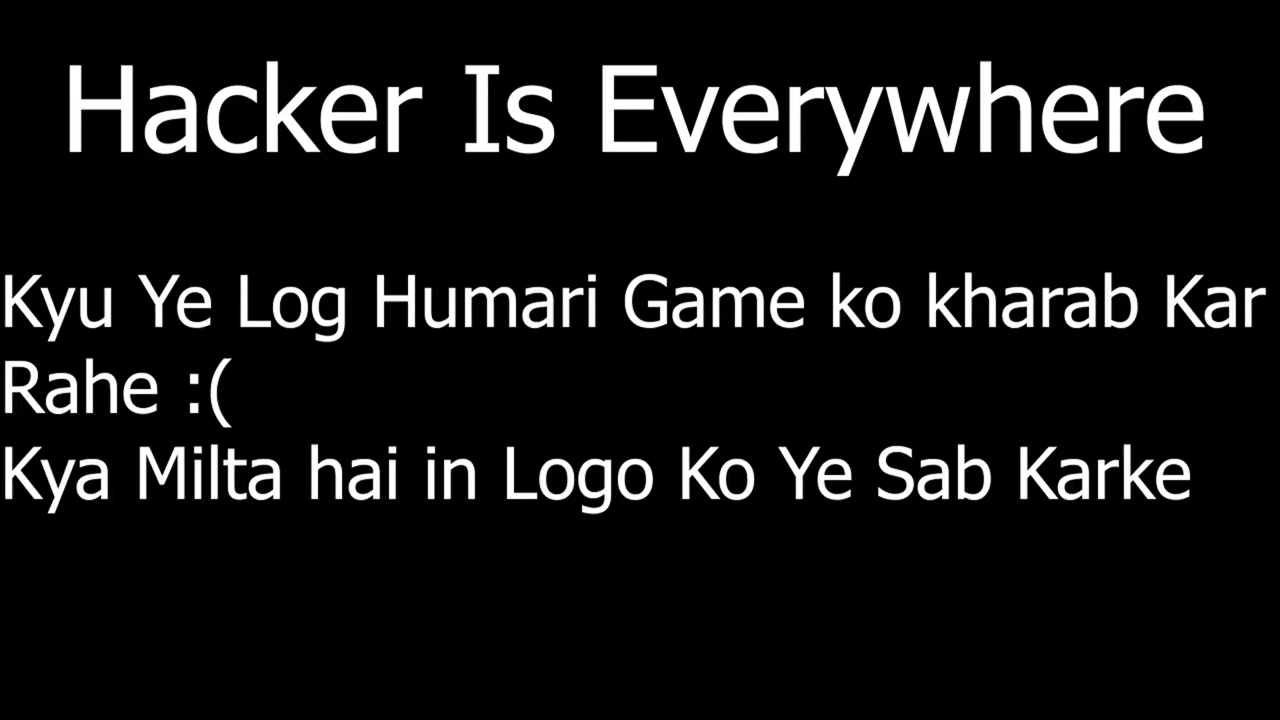 Hacker Is Everywhere
Kyu Ye Log Humari Game ko kharab Kar
Rahe :(
Kya Milta hai in Logo Ko Ye Sab Karke